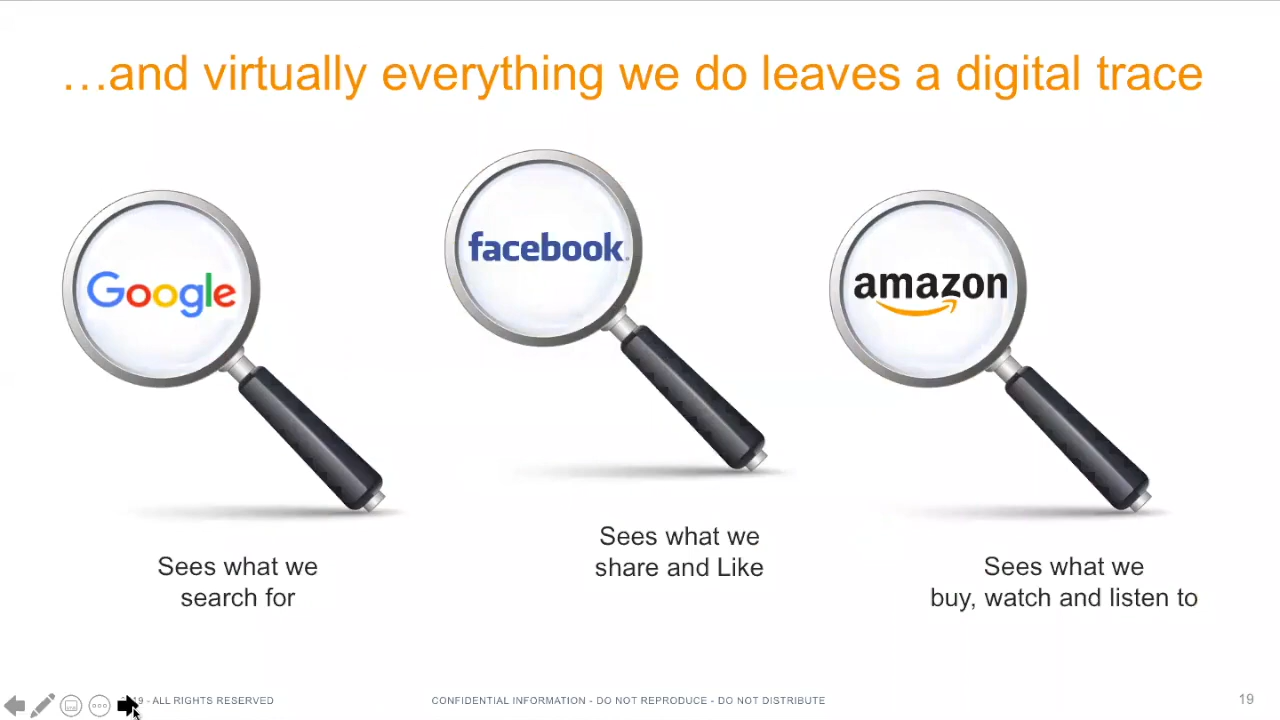 …and virtually everything we do leaves a digital trace
Google
facebook.
amazon
Sees what we
search for
Sees what we
share and Like
Sees what we
buy, watch and listen to
- ALL RIGHTS RESERVED
CONFIDENTIAL INFORMATION - DO NOT REPRODUCE - DO NOT DISTRIBUTE
19